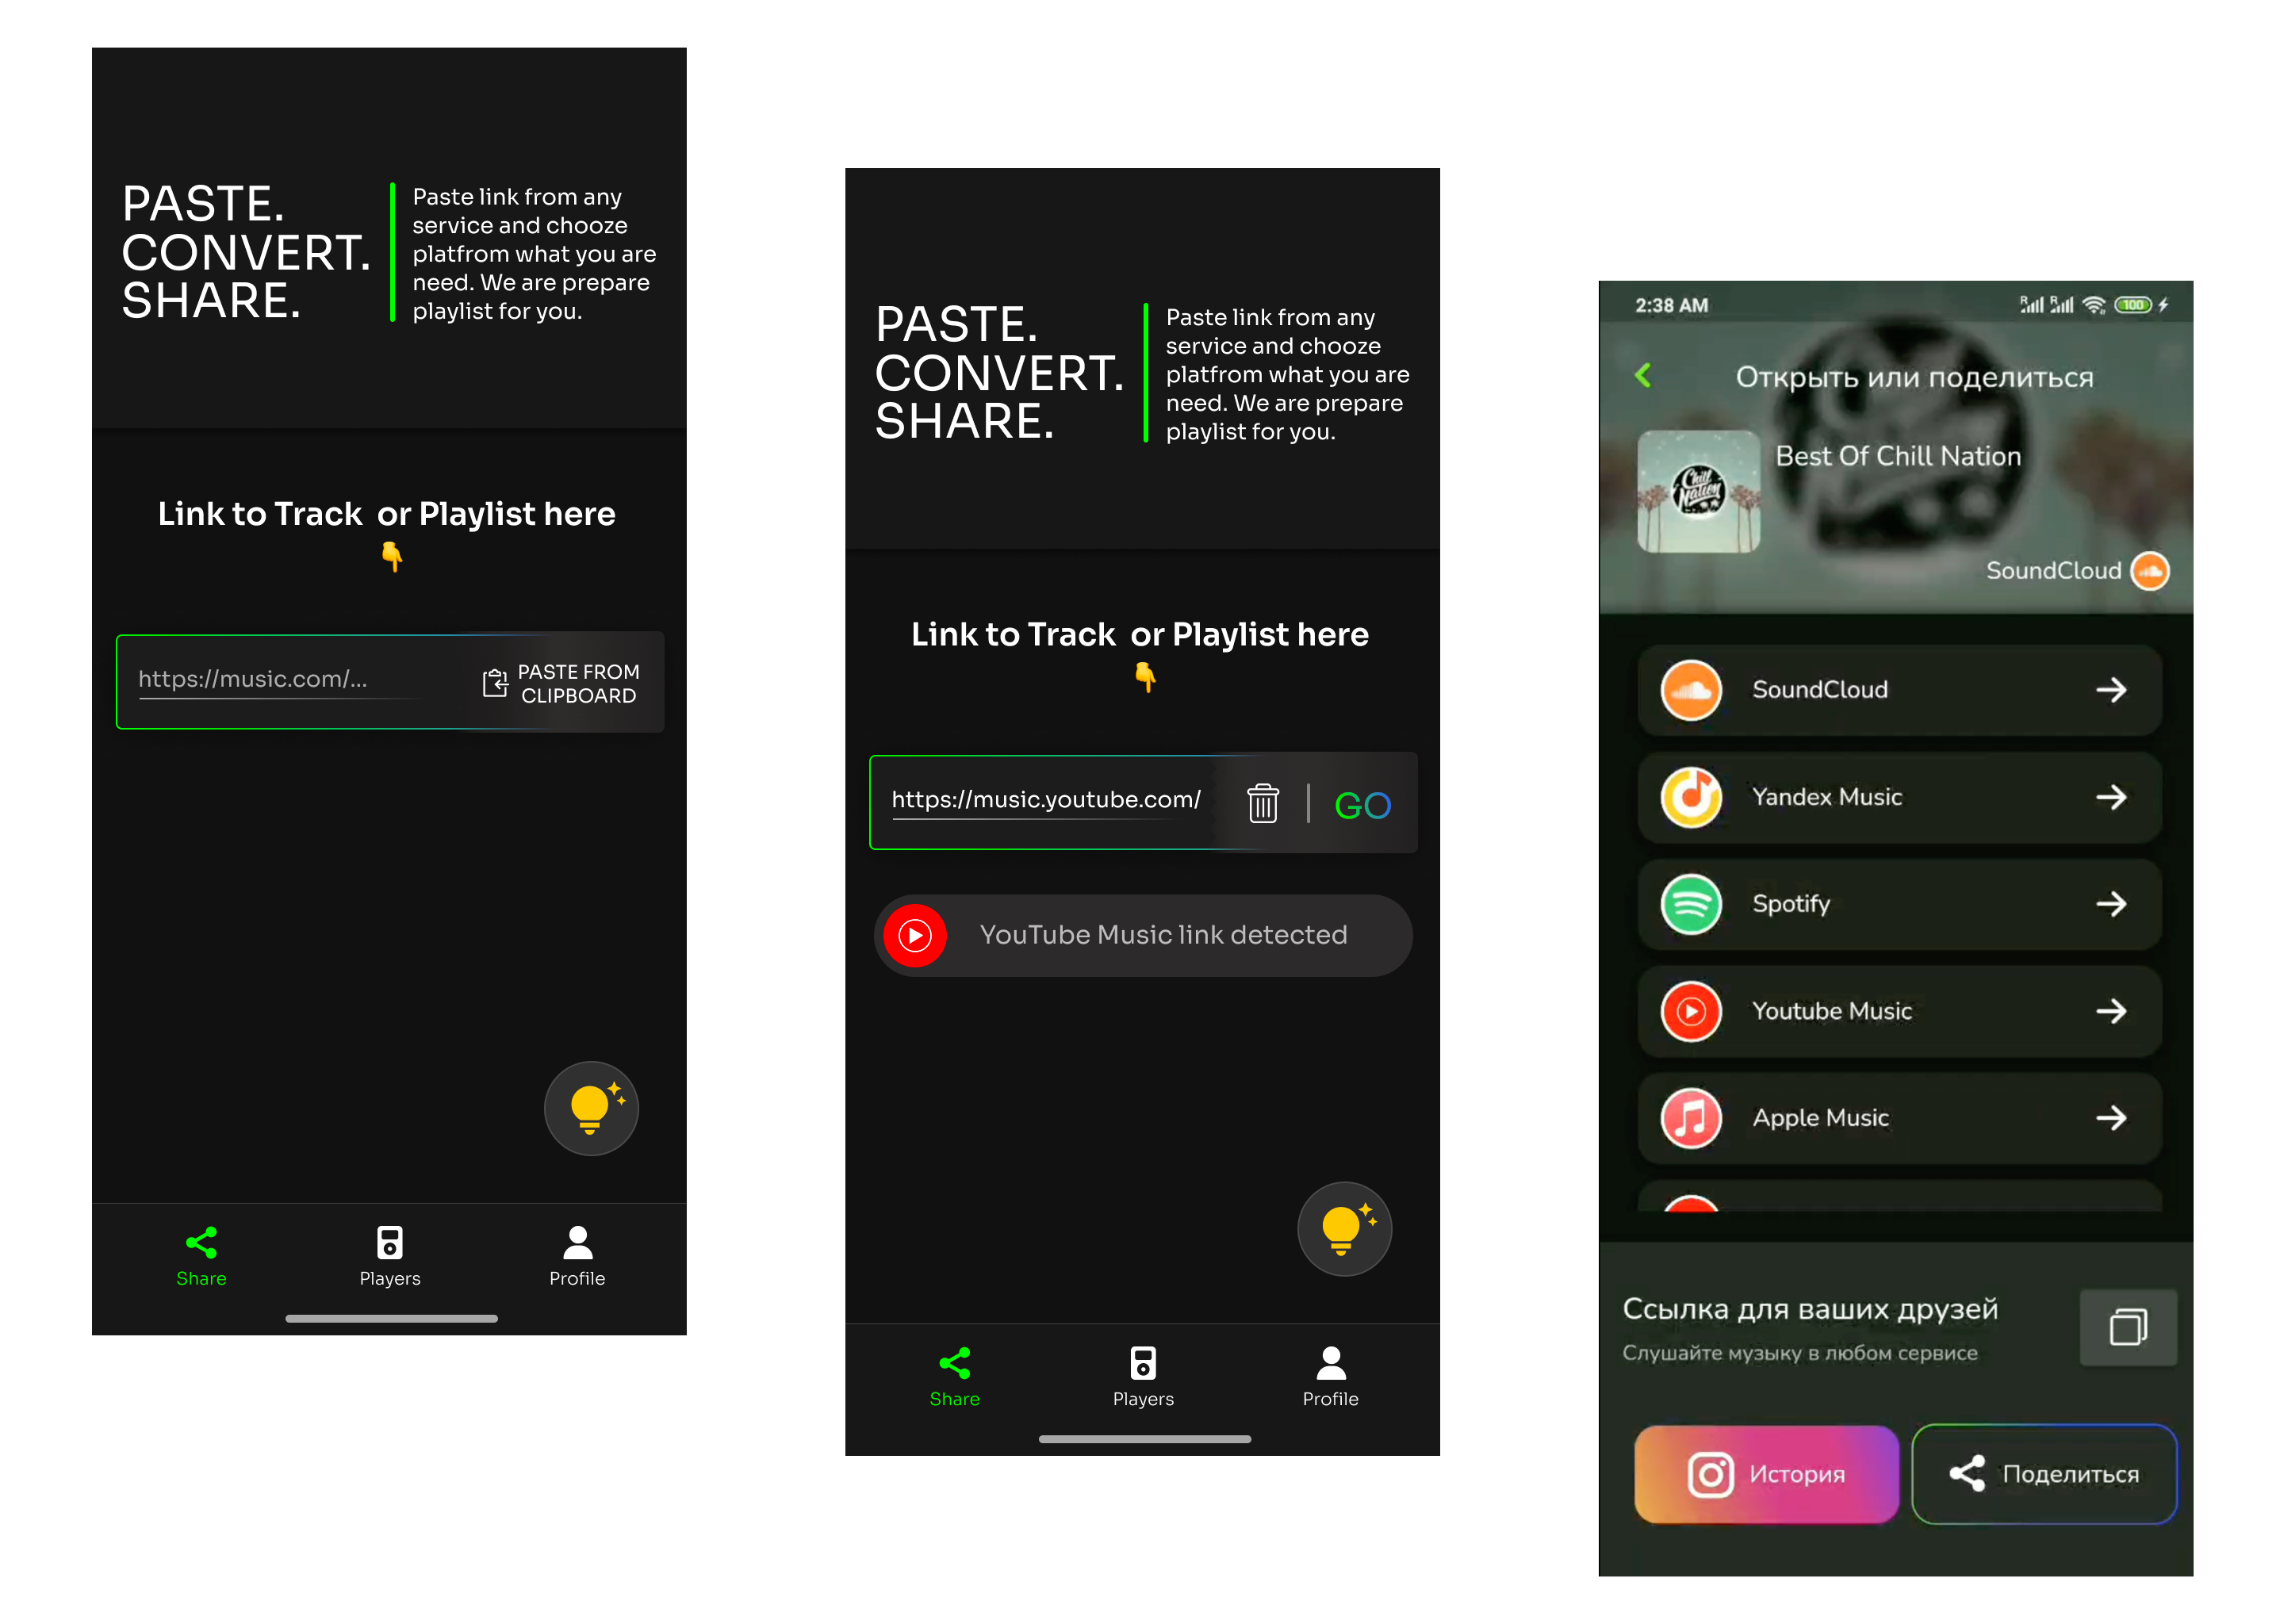 PASTE.
CONVERT.
SHARE.
Paste link from any
service and chooze
platfrom what you are
need. We are prepare
playlist for you.
Link to Track or Playlist here
https://music.com/...
PASTE FROM
CLIPBOARD
Share
Players
Profile
PASTE.
CONVERT.
SHARE.
Paste link from any
service and chooze
platfrom what you are
need. We are prepare
playlist for you.
Link to Track or Playlist here
https://music.youtube.com/
GO
YouTube Music link detected
Share
Players
Profile
2:38 AM
R R 100
Открыть или поделиться
Chill
Nation
Best Of Chill Nation
SoundCloud
SoundCloud
Yandex Music
Spotify
Youtube Music
Apple Music
Ссылка для ваших друзей
Слушайте музыку в любом сервисе
История
Поделиться